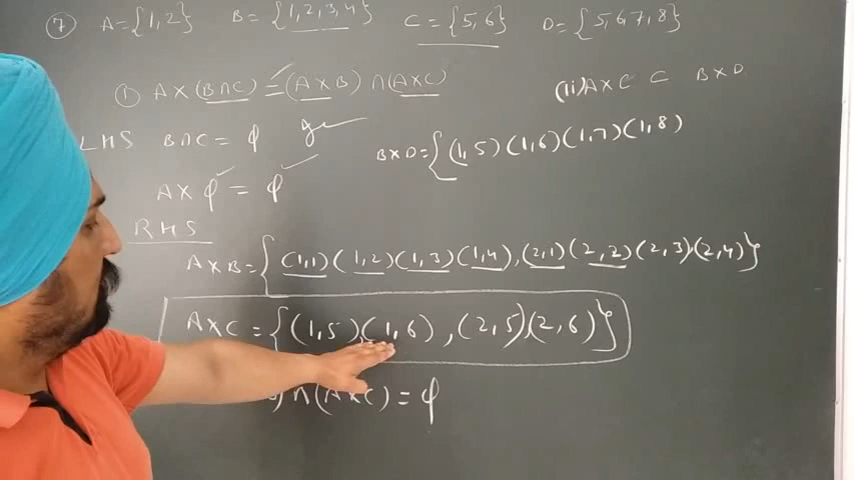 ⑦ A={1,2} B={1,2,3,4} C={5,6} D={5,6,7,8}
① A×(B∩C)=(A×B)∩(A×C) (ii) A×C ⊂ B×D
LHS B∩C = φ
B×D={(1,5)(1,6)(1,7)(1,8)
A×φ = φ
RHS
A×B={(1,1)(1,2)(1,3)(1,4),(2,1)(2,2)(2,3),(2,4)}
A×C={(1,5),(1,6),(2,5),(2,6)}
)∩(A×C)=φ